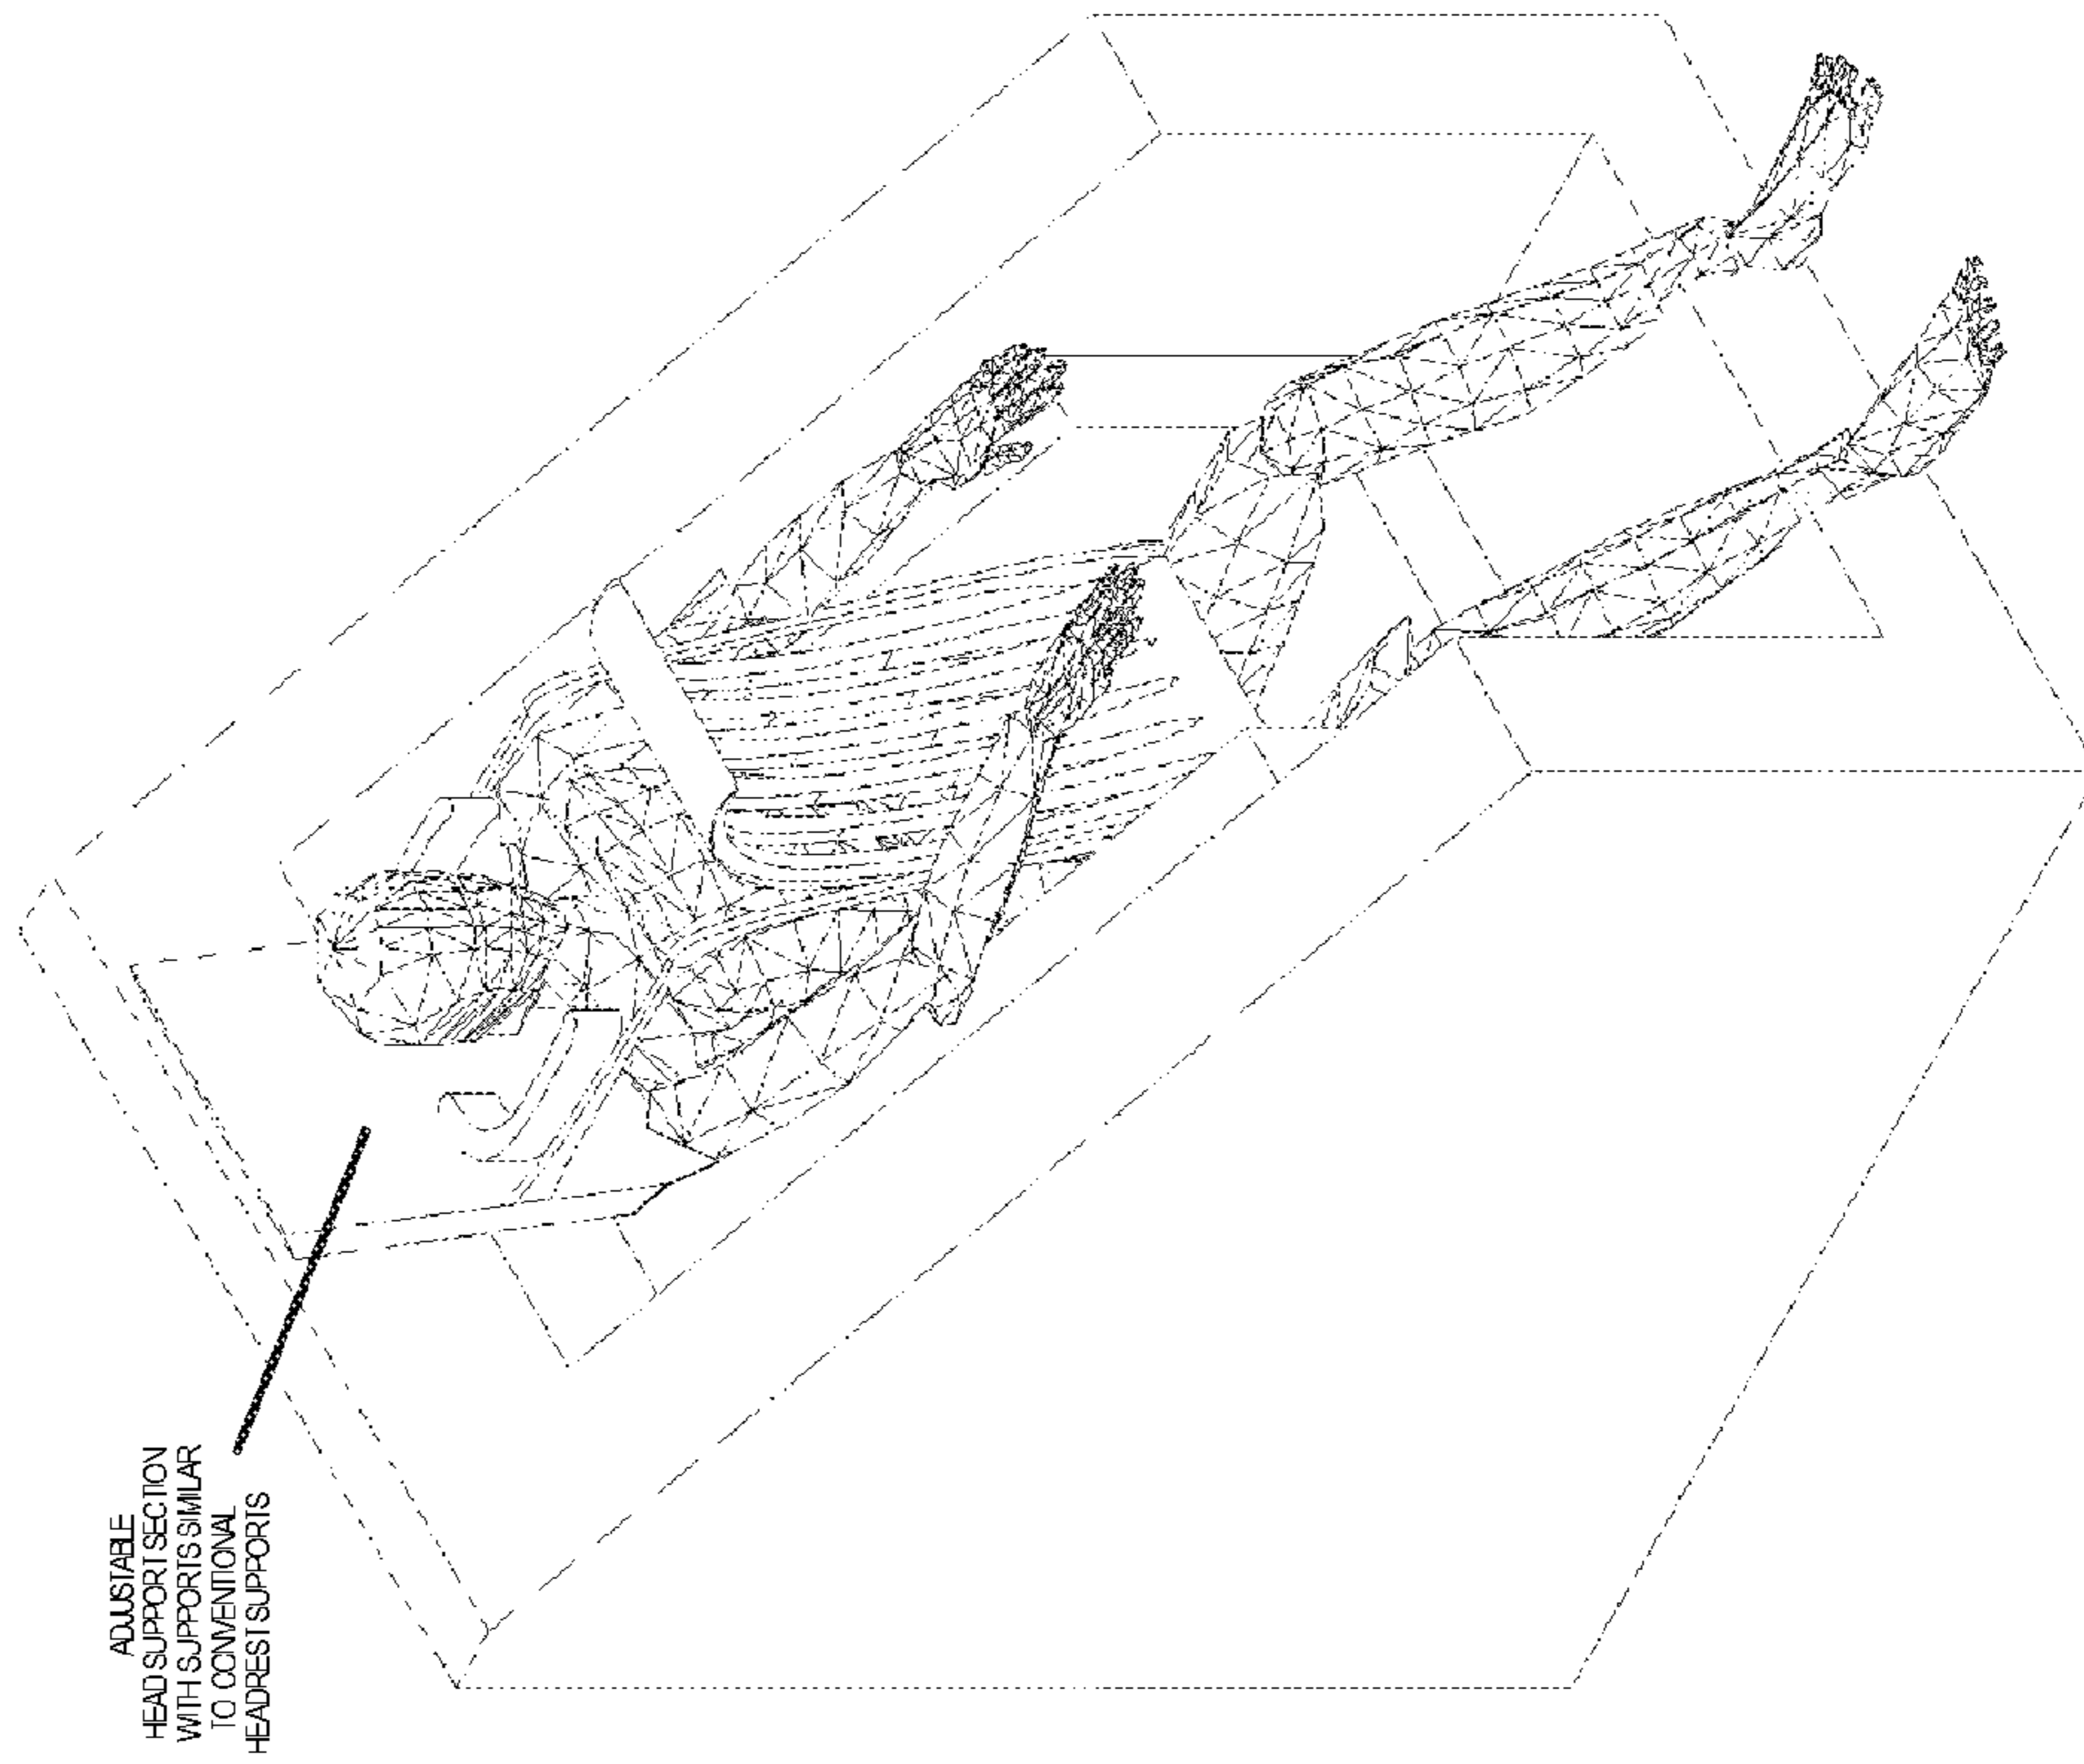 ADJUSTABLE
HEAD SUPPORT SECTION
WITH SUPPORTS SIMILAR
TO CONVENTIONAL
HEADREST SUPPORTS